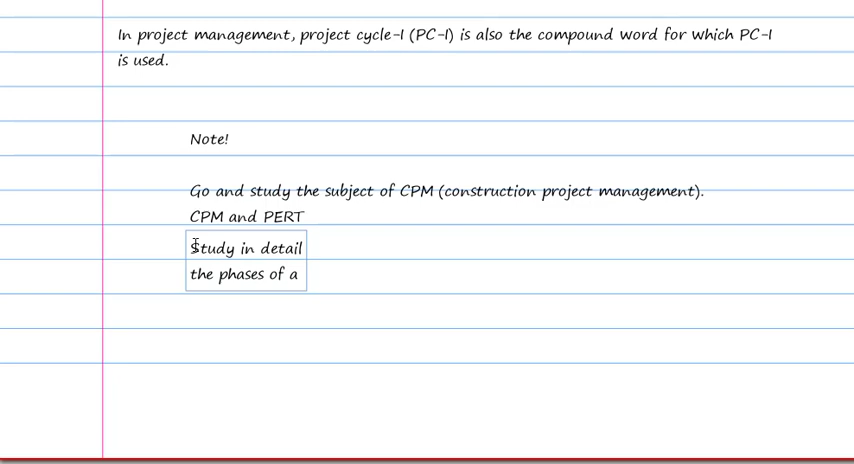 In project management, project cycle-I (PC-I) is also the compound word for which PC-I
is used.
Note!
Go and study the subject of CPM (construction project management).
CPM and PERT
Study in detail
the phases of a